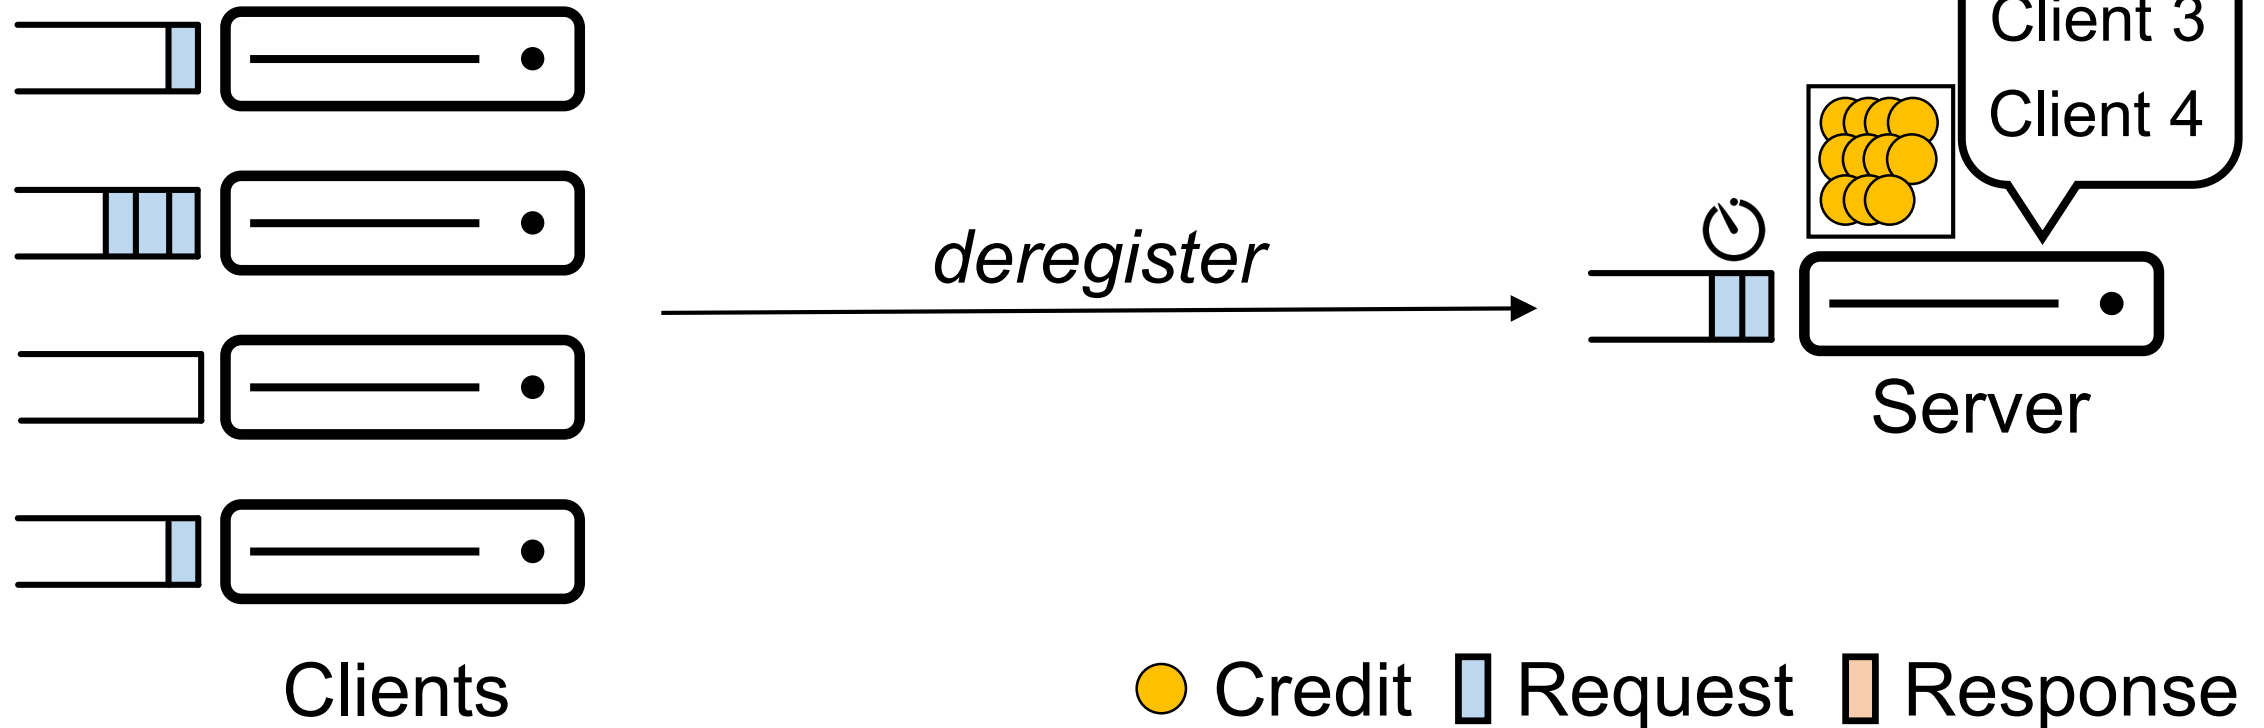 Client 3
Client 4
deregister
Server
Clients
Credit Request Response